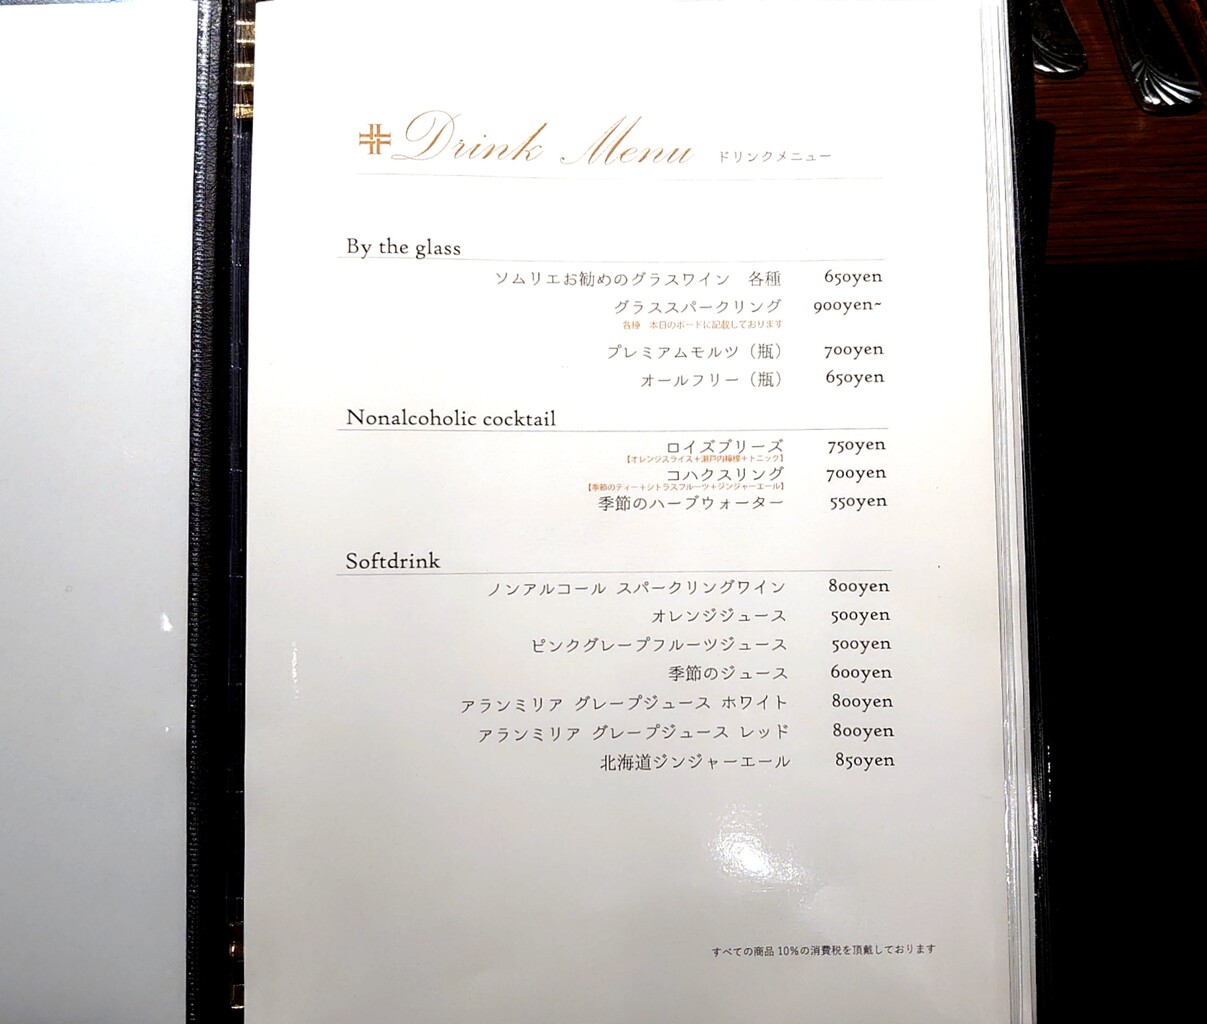 Drink Menu ドリンクメニュー
By the glass
ソムリエお勧めのグラスワイン 各種 650yen
グラススパークリング 900yen~
各種 本日のボードに記載しております
プレミアムモルツ（瓶） 700yen
オールフリー（瓶） 650yen
Nonalcoholic cocktail
ロイズブリーズ 750yen
【オレンジスライス＋瀬戸内檸檬＋トニック】
コハクスリング 700yen
【季節のティー＋シトラスフルーツ＋ジンジャーエール】
季節のハーブウォーター 550yen
Softdrink
ノンアルコール スパークリングワイン 800yen
オレンジジュース 500yen
ピンクグレープフルーツジュース 500yen
季節のジュース 600yen
アランミリア グレープジュース ホワイト 800yen
アランミリア グレープジュース レッド 800yen
北海道ジンジャーエール 850yen
すべての商品 10%の消費税を頂戴しております